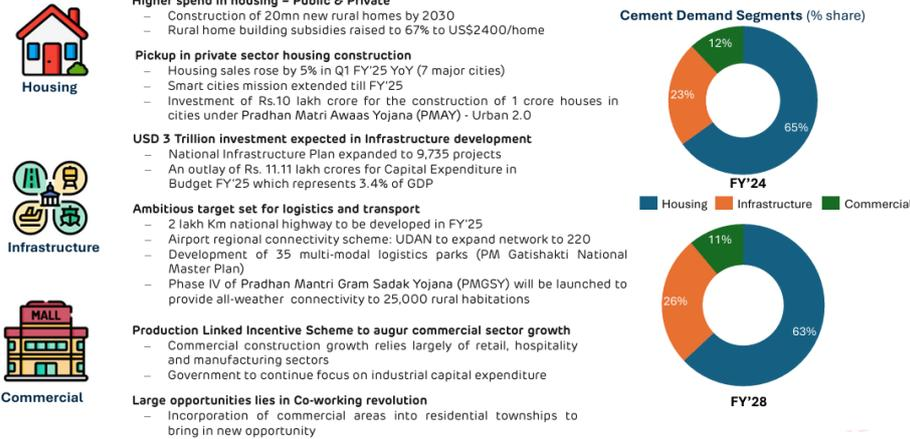 Higher spend in housing – Public & Private
– Construction of 20mn new rural homes by 2030
– Rural home building subsidies raised to 67% to US$2400/home
Housing
Pickup in private sector housing construction
– Housing sales rose by 5% in Q1 FY'25 YoY (7 major cities)
– Smart cities mission extended till FY'25
– Investment of Rs.10 lakh crore for the construction of 1 crore houses in
cities under Pradhan Matri Awaas Yojana (PMAY) - Urban 2.0
USD 3 Trillion investment expected in Infrastructure development
– National Infrastructure Plan expanded to 9,735 projects
– An outlay of Rs. 11.11 lakh crores for Capital Expenditure in
Budget FY'25 which represents 3.4% of GDP
Infrastructure
Ambitious target set for logistics and transport
– 2 lakh Km national highway to be developed in FY'25
– Airport regional connectivity scheme: UDAN to expand network to 220
– Development of 35 multi-modal logistics parks (PM Gatishakti National
Master Plan)
– Phase IV of Pradhan Mantri Gram Sadak Yojana (PMGSY) will be launched to
provide all-weather connectivity to 25,000 rural habitations
MALL
Commercial
Production Linked Incentive Scheme to augur commercial sector growth
– Commercial construction growth relies largely of retail, hospitality
and manufacturing sectors
– Government to continue focus on industrial capital expenditure
Large opportunities lies in Co-working revolution
– Incorporation of commercial areas into residential townships to
bring in new opportunity
Cement Demand Segments (% share)
12%
23%
65%
FY'24
Housing Infrastructure Commercial
11%
26%
63%
FY'28